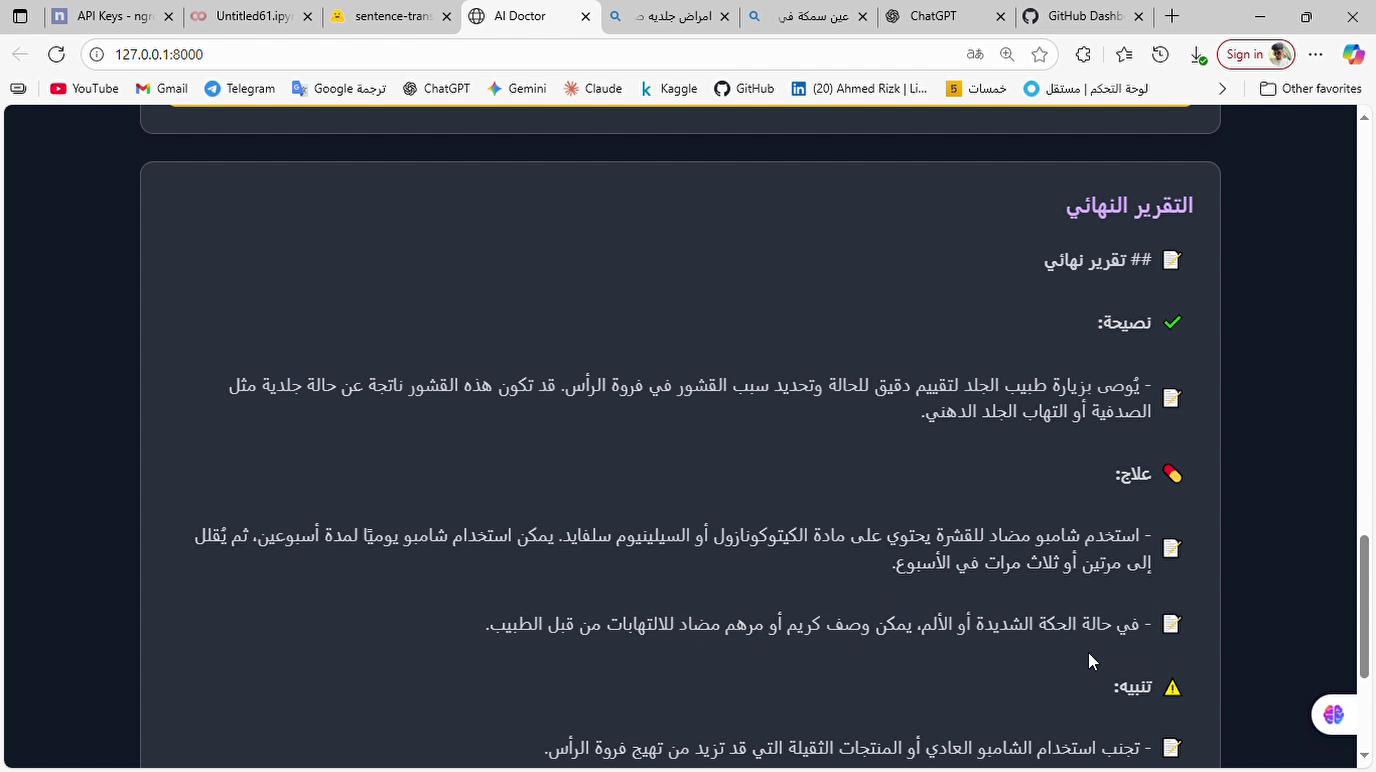 API Keys - ngr
Untitled61.ipy
sentence-tran
AI Doctor
امراض جلديه
عين سمكة في
ChatGPT
GitHub Dashb
127.0.0.1:8000
Sign in
YouTube
Gmail
Telegram
ترجمة Google
ChatGPT
Gemini
Claude
Kaggle
GitHub
(20) Ahmed Rizk | Li...
خمسات
لوحة التحكم | مستقل
Other favorites
التقرير النهائي
## تقرير نهائي
نصيحة:
- يُوصى بزيارة طبيب الجلد لتقييم دقيق للحالة وتحديد سبب القشور في فروة الرأس. قد تكون هذه القشور ناتجة عن حالة جلدية مثل
الصدفية أو التهاب الجلد الدهني.
علاج:
- استخدم شامبو مضاد للقشرة يحتوي على مادة الكيتوكونازول أو السيلينيوم سلفايد. يمكن استخدام شامبو يوميًا لمدة أسبوعين، ثم يُقلل
إلى مرتين أو ثلاث مرات في الأسبوع.
- في حالة الحكة الشديدة أو الألم، يمكن وصف كريم أو مرهم مضاد للالتهابات من قبل الطبيب.
تنبيه:
- تجنب استخدام الشامبو العادي أو المنتجات الثقيلة التي قد تزيد من تهيج فروة الرأس.